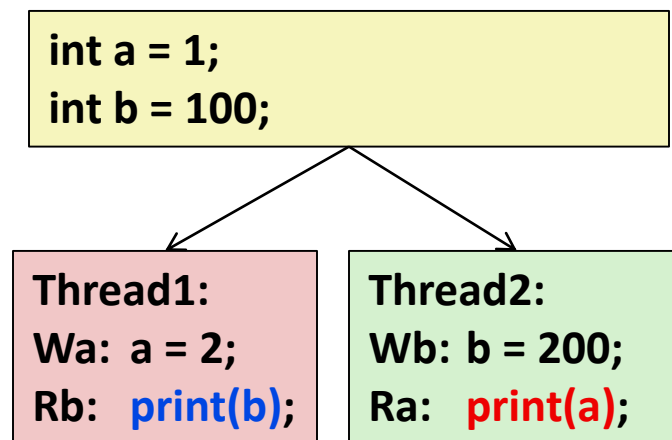 int a = 1;
int b = 100;
Thread1:
Wa: a = 2;
Rb: print(b);
Thread2:
Wb: b = 200;
Ra: print(a);